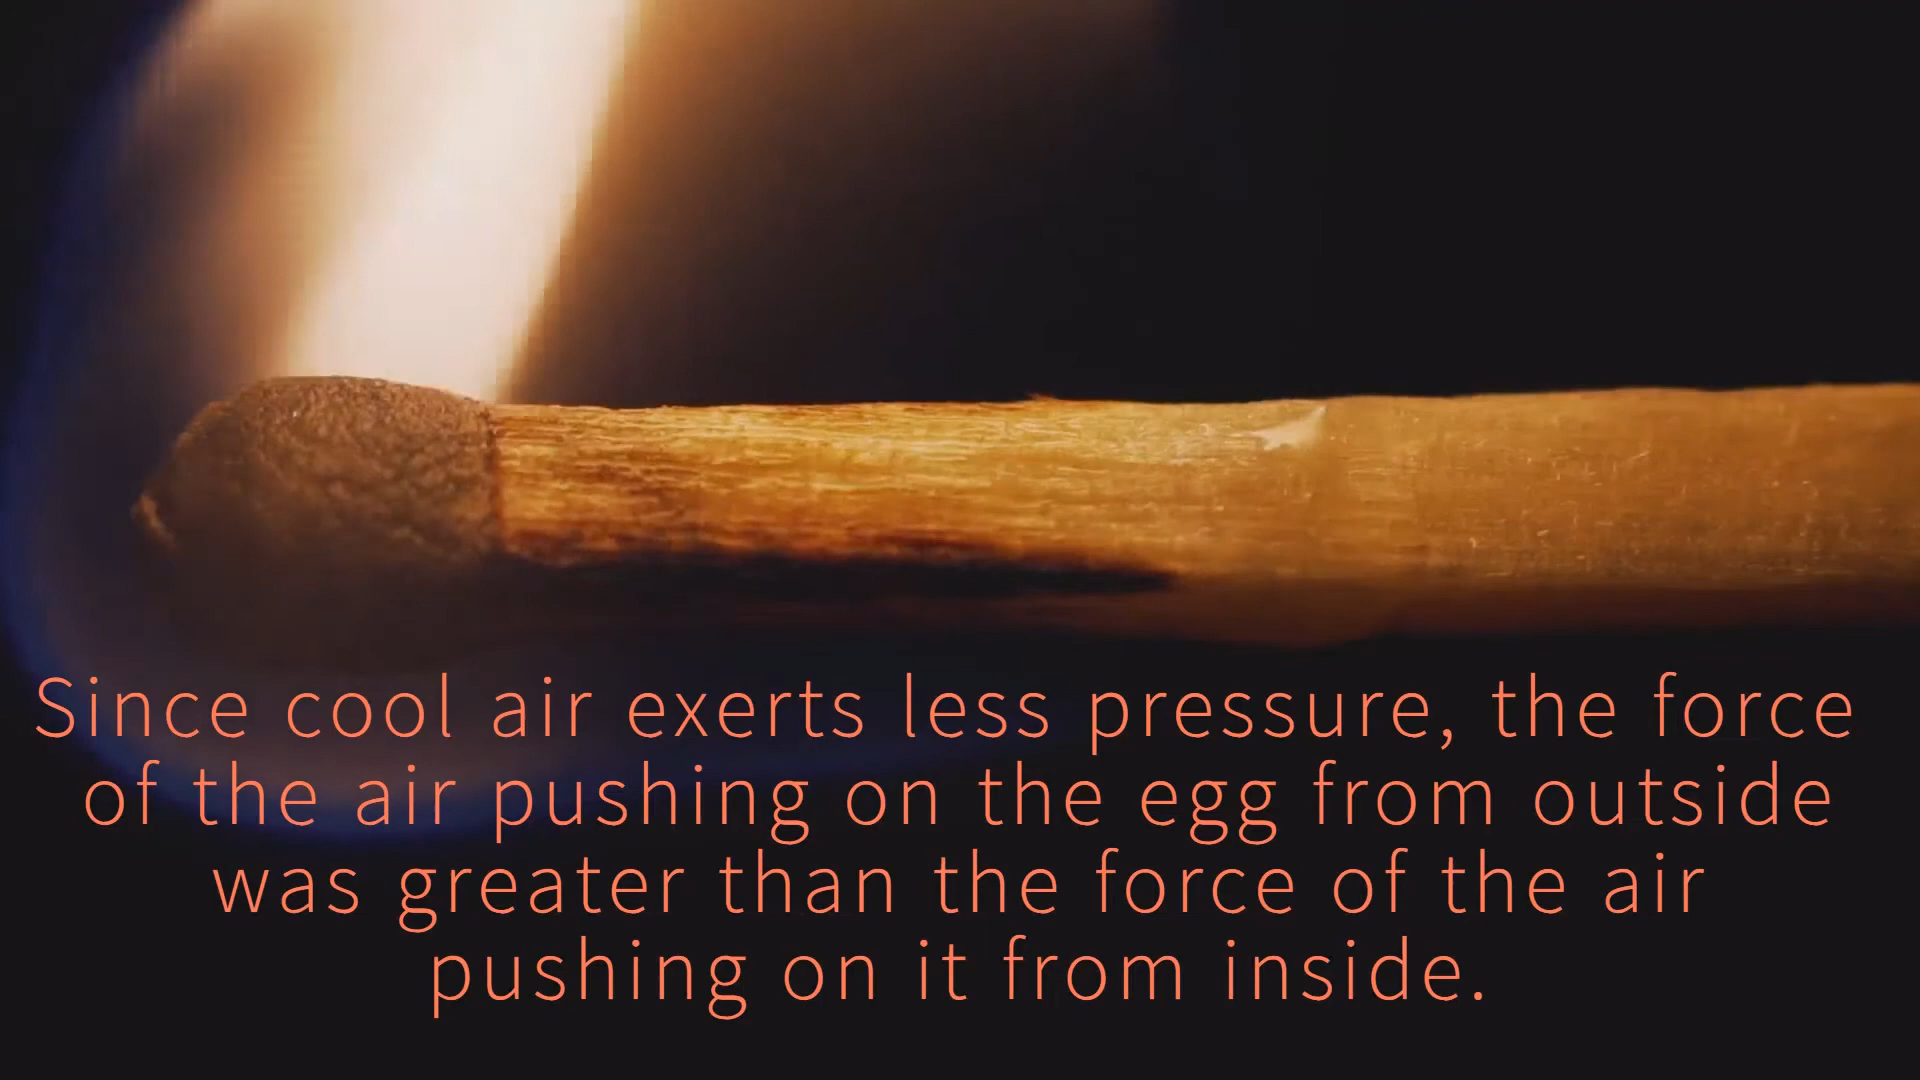 Since cool air exerts less pressure, the force
of the air pushing on the egg from outside
was greater than the force of the air
pushing on it from inside.